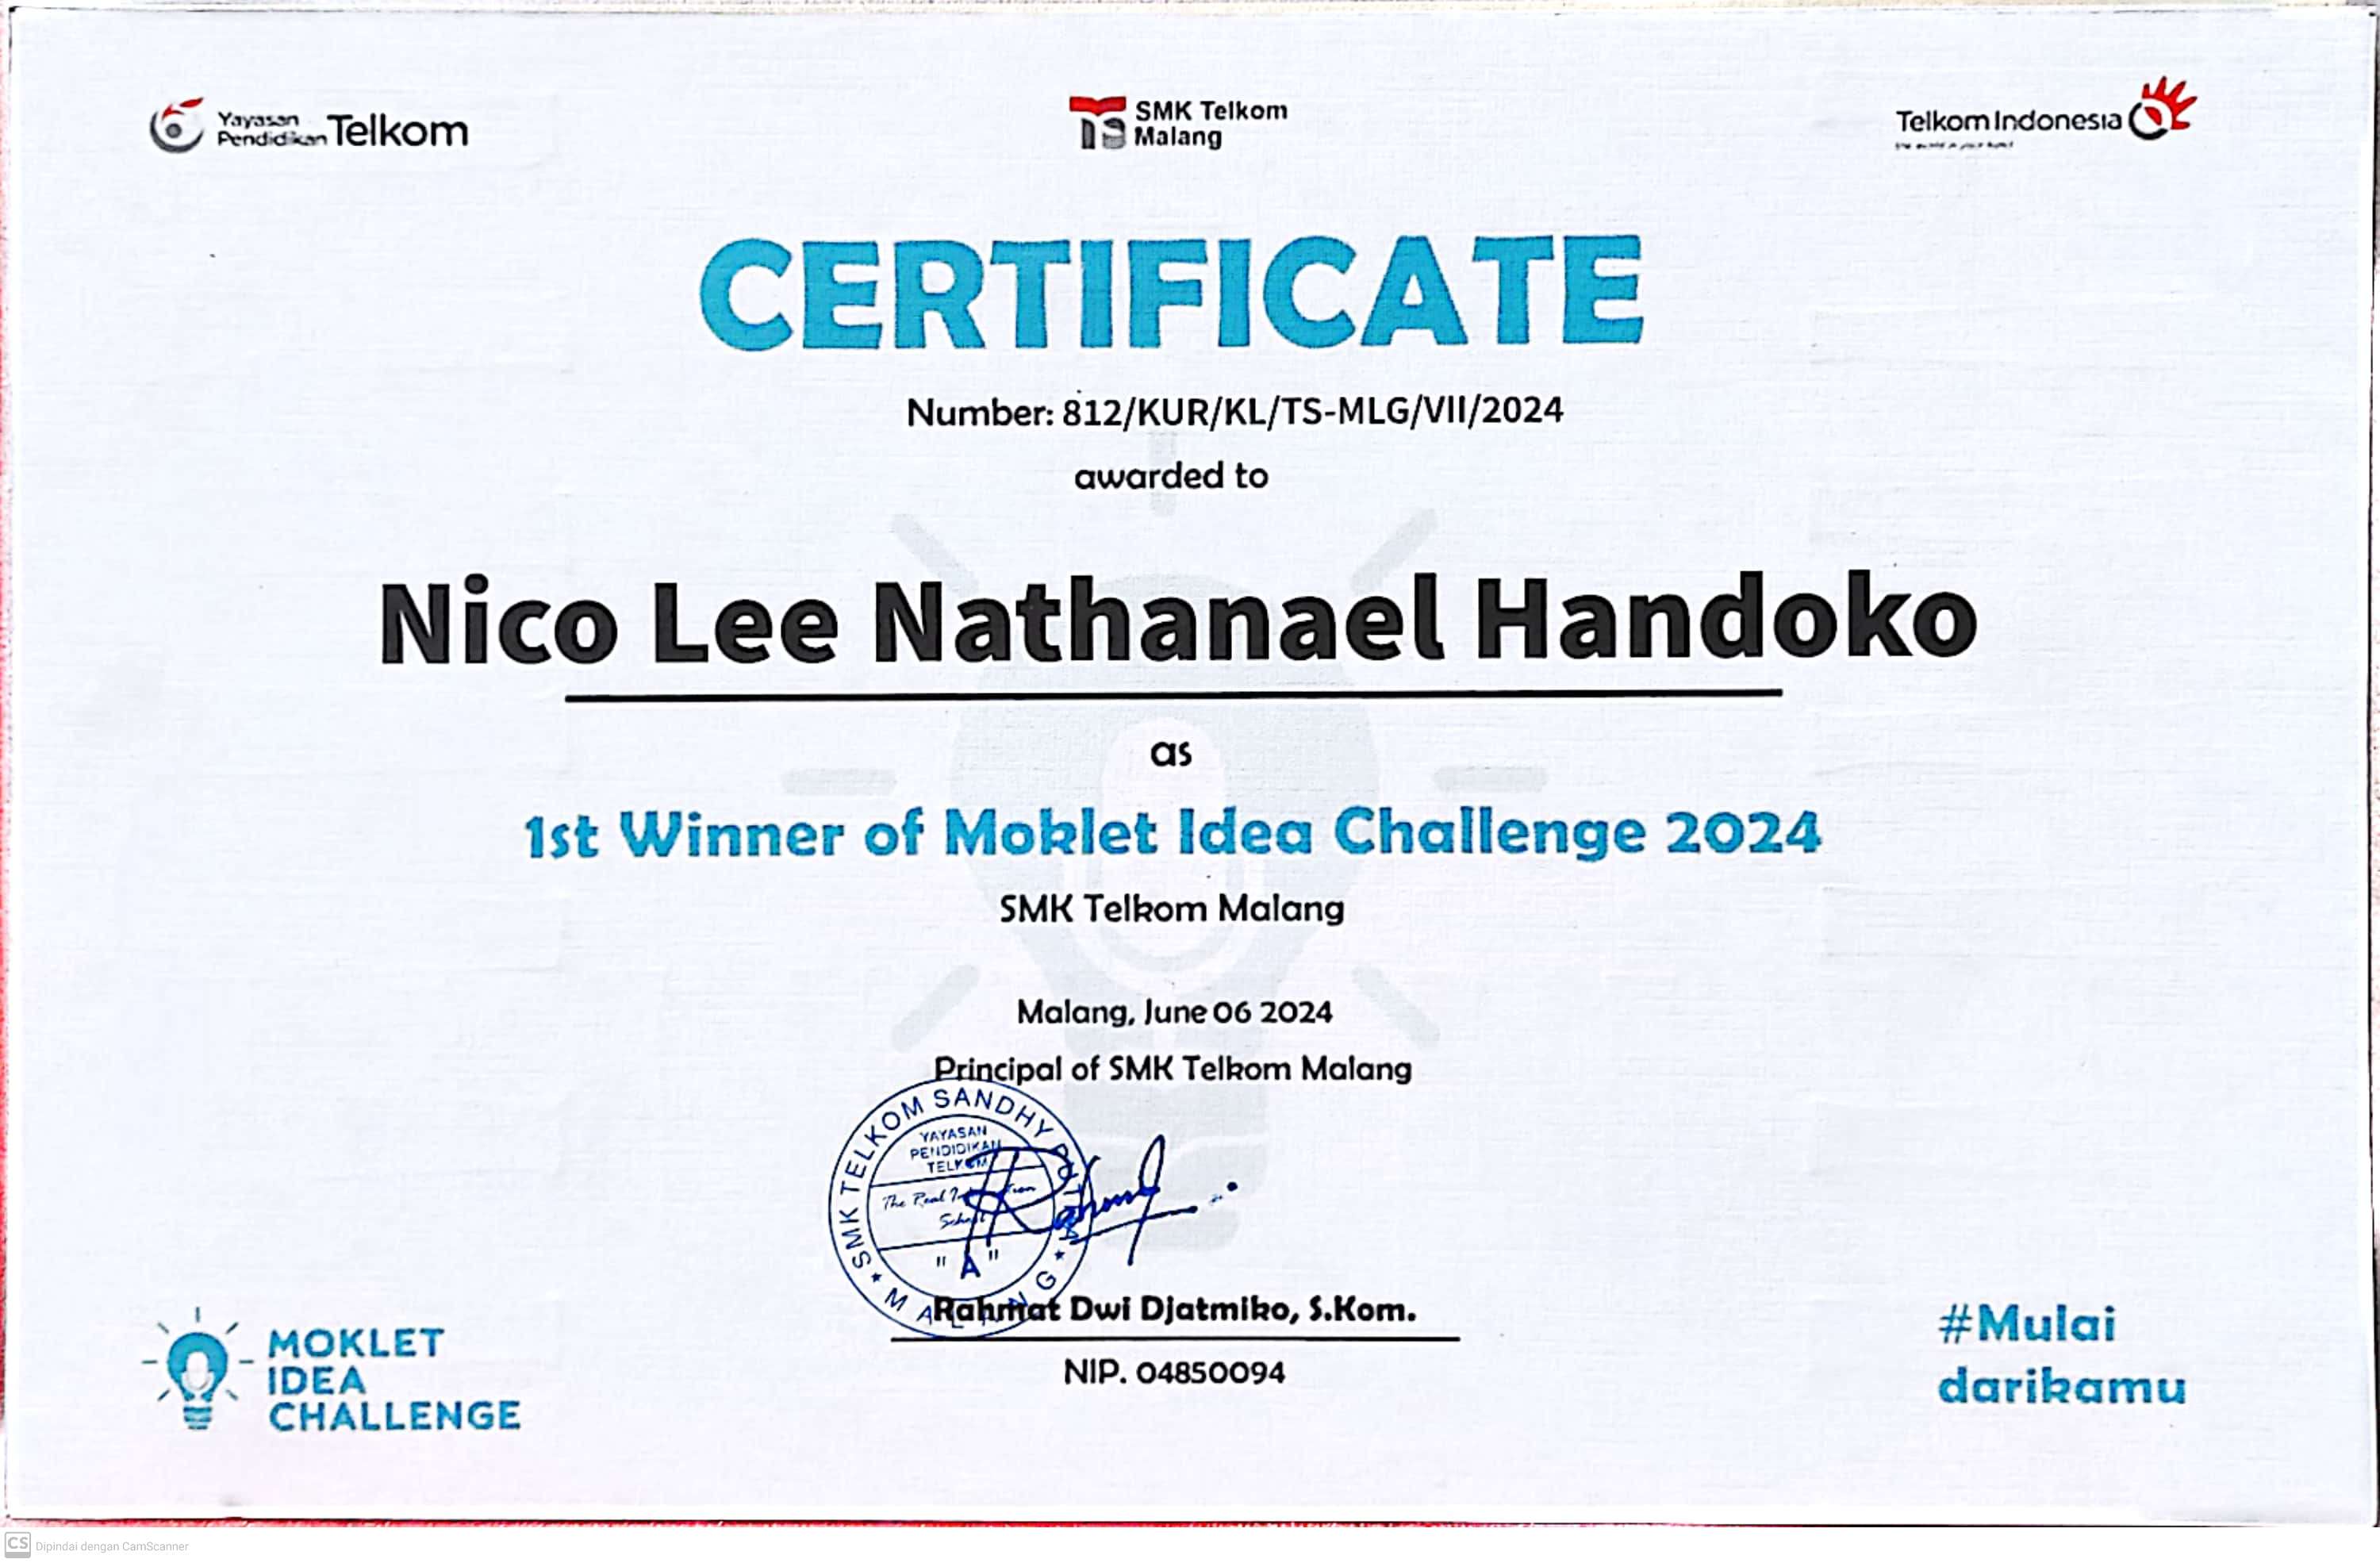 Yayasan
Pendidikan Telkom
SMK Telkom
Malang
Telkom Indonesia
CERTIFICATE
Number: 812/KUR/KL/TS-MLG/VII/2024
awarded to
Nico Lee Nathanael Handoko
as
1st Winner of Moklet Idea Challenge 2024
SMK Telkom Malang
Malang, June 06 2024
Principal of SMK Telkom Malang
SMK TELKOM SANDHY PUTRA
YAYASAN
PENDIDIKAN
TELKOM
The Real
School
" A "
MALANG
Rahmat Dwi Djatmiko, S.Kom.
NIP. 04850094
MOKLET
IDEA
CHALLENGE
#Mulai
darikamu
CS Dipindai dengan CamScanner